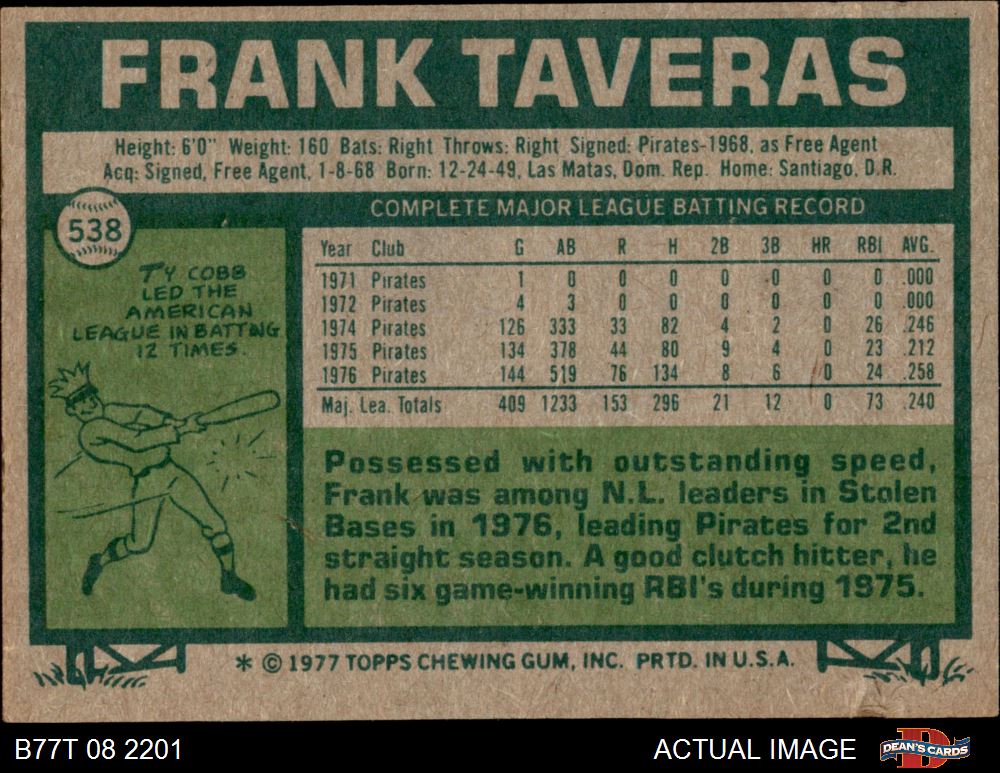 FRANK TAVERAS
Height: 6'0" Weight: 160 Bats: Right Throws: Right Signed: Pirates-1968, as Free Agent
Acq: Signed, Free Agent, 1-8-68 Born: 12-24-49, Las Matas, Dom. Rep. Home: Santiago, D.R.
538
COMPLETE MAJOR LEAGUE BATTING RECORD
TY COBB
LED THE
AMERICAN
LEAGUE IN BATTING
12 TIMES.
Year Club G AB R H 2B 3B HR RBI AVG.
1971 Pirates 1 0 0 0 0 0 0 0 .000
1972 Pirates 4 3 0 0 0 0 0 0 .000
1974 Pirates 126 333 33 82 4 2 0 26 .246
1975 Pirates 134 378 44 80 9 4 0 23 .212
1976 Pirates 144 519 76 134 8 6 0 24 .258
Maj. Lea. Totals 409 1233 153 296 21 12 0 73 .240
Possessed with outstanding speed,
Frank was among N.L. leaders in Stolen
Bases in 1976, leading Pirates for 2nd
straight season. A good clutch hitter, he
had six game-winning RBI's during 1975.
* © 1977 TOPPS CHEWING GUM, INC. PRTD. IN U.S.A.
B77T 08 2201
ACTUAL IMAGE
DEAN'S CARDS